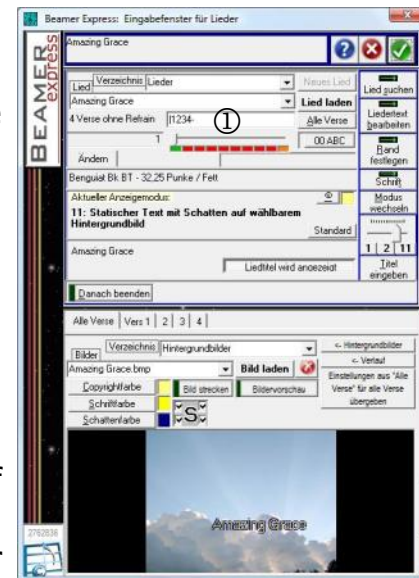 Beamer Express: Eingabefenster für Lieder
BEAMER express
Amazing Grace
Lied Verzeichnis Lieder Neues Lied
Lied suchen
Amazing Grace Lied laden
Liedertext bearbeiten
4 Verse ohne Refrain 1234- ① Alle Verse
1 00 ABC
Rand festlegen
Ändern
Benguiat Bk BT - 32,25 Punke / Fett
Schrift
Aktueller Anzeigemodus:
11: Statischer Text mit Schatten auf wählbarem Hintergrundbild
Modus wechseln
Standard
1 2 11
Amazing Grace
Liedtitel wird angezeigt
Titel eingeben
Danach beenden
Alle Verse Vers 1 2 3 4
Bilder Verzeichnis Hintergrundbilder
<- Hintergrundbilder
<- Verlauf
Amazing Grace.bmp Bild laden
Einstellungen aus "Alle Verse" für alle Verse übergeben
Copyrightfarbe Bild strecken Bildervorschau
Schriftfarbe
Schattenfarbe S
Amazing Grace
2762836